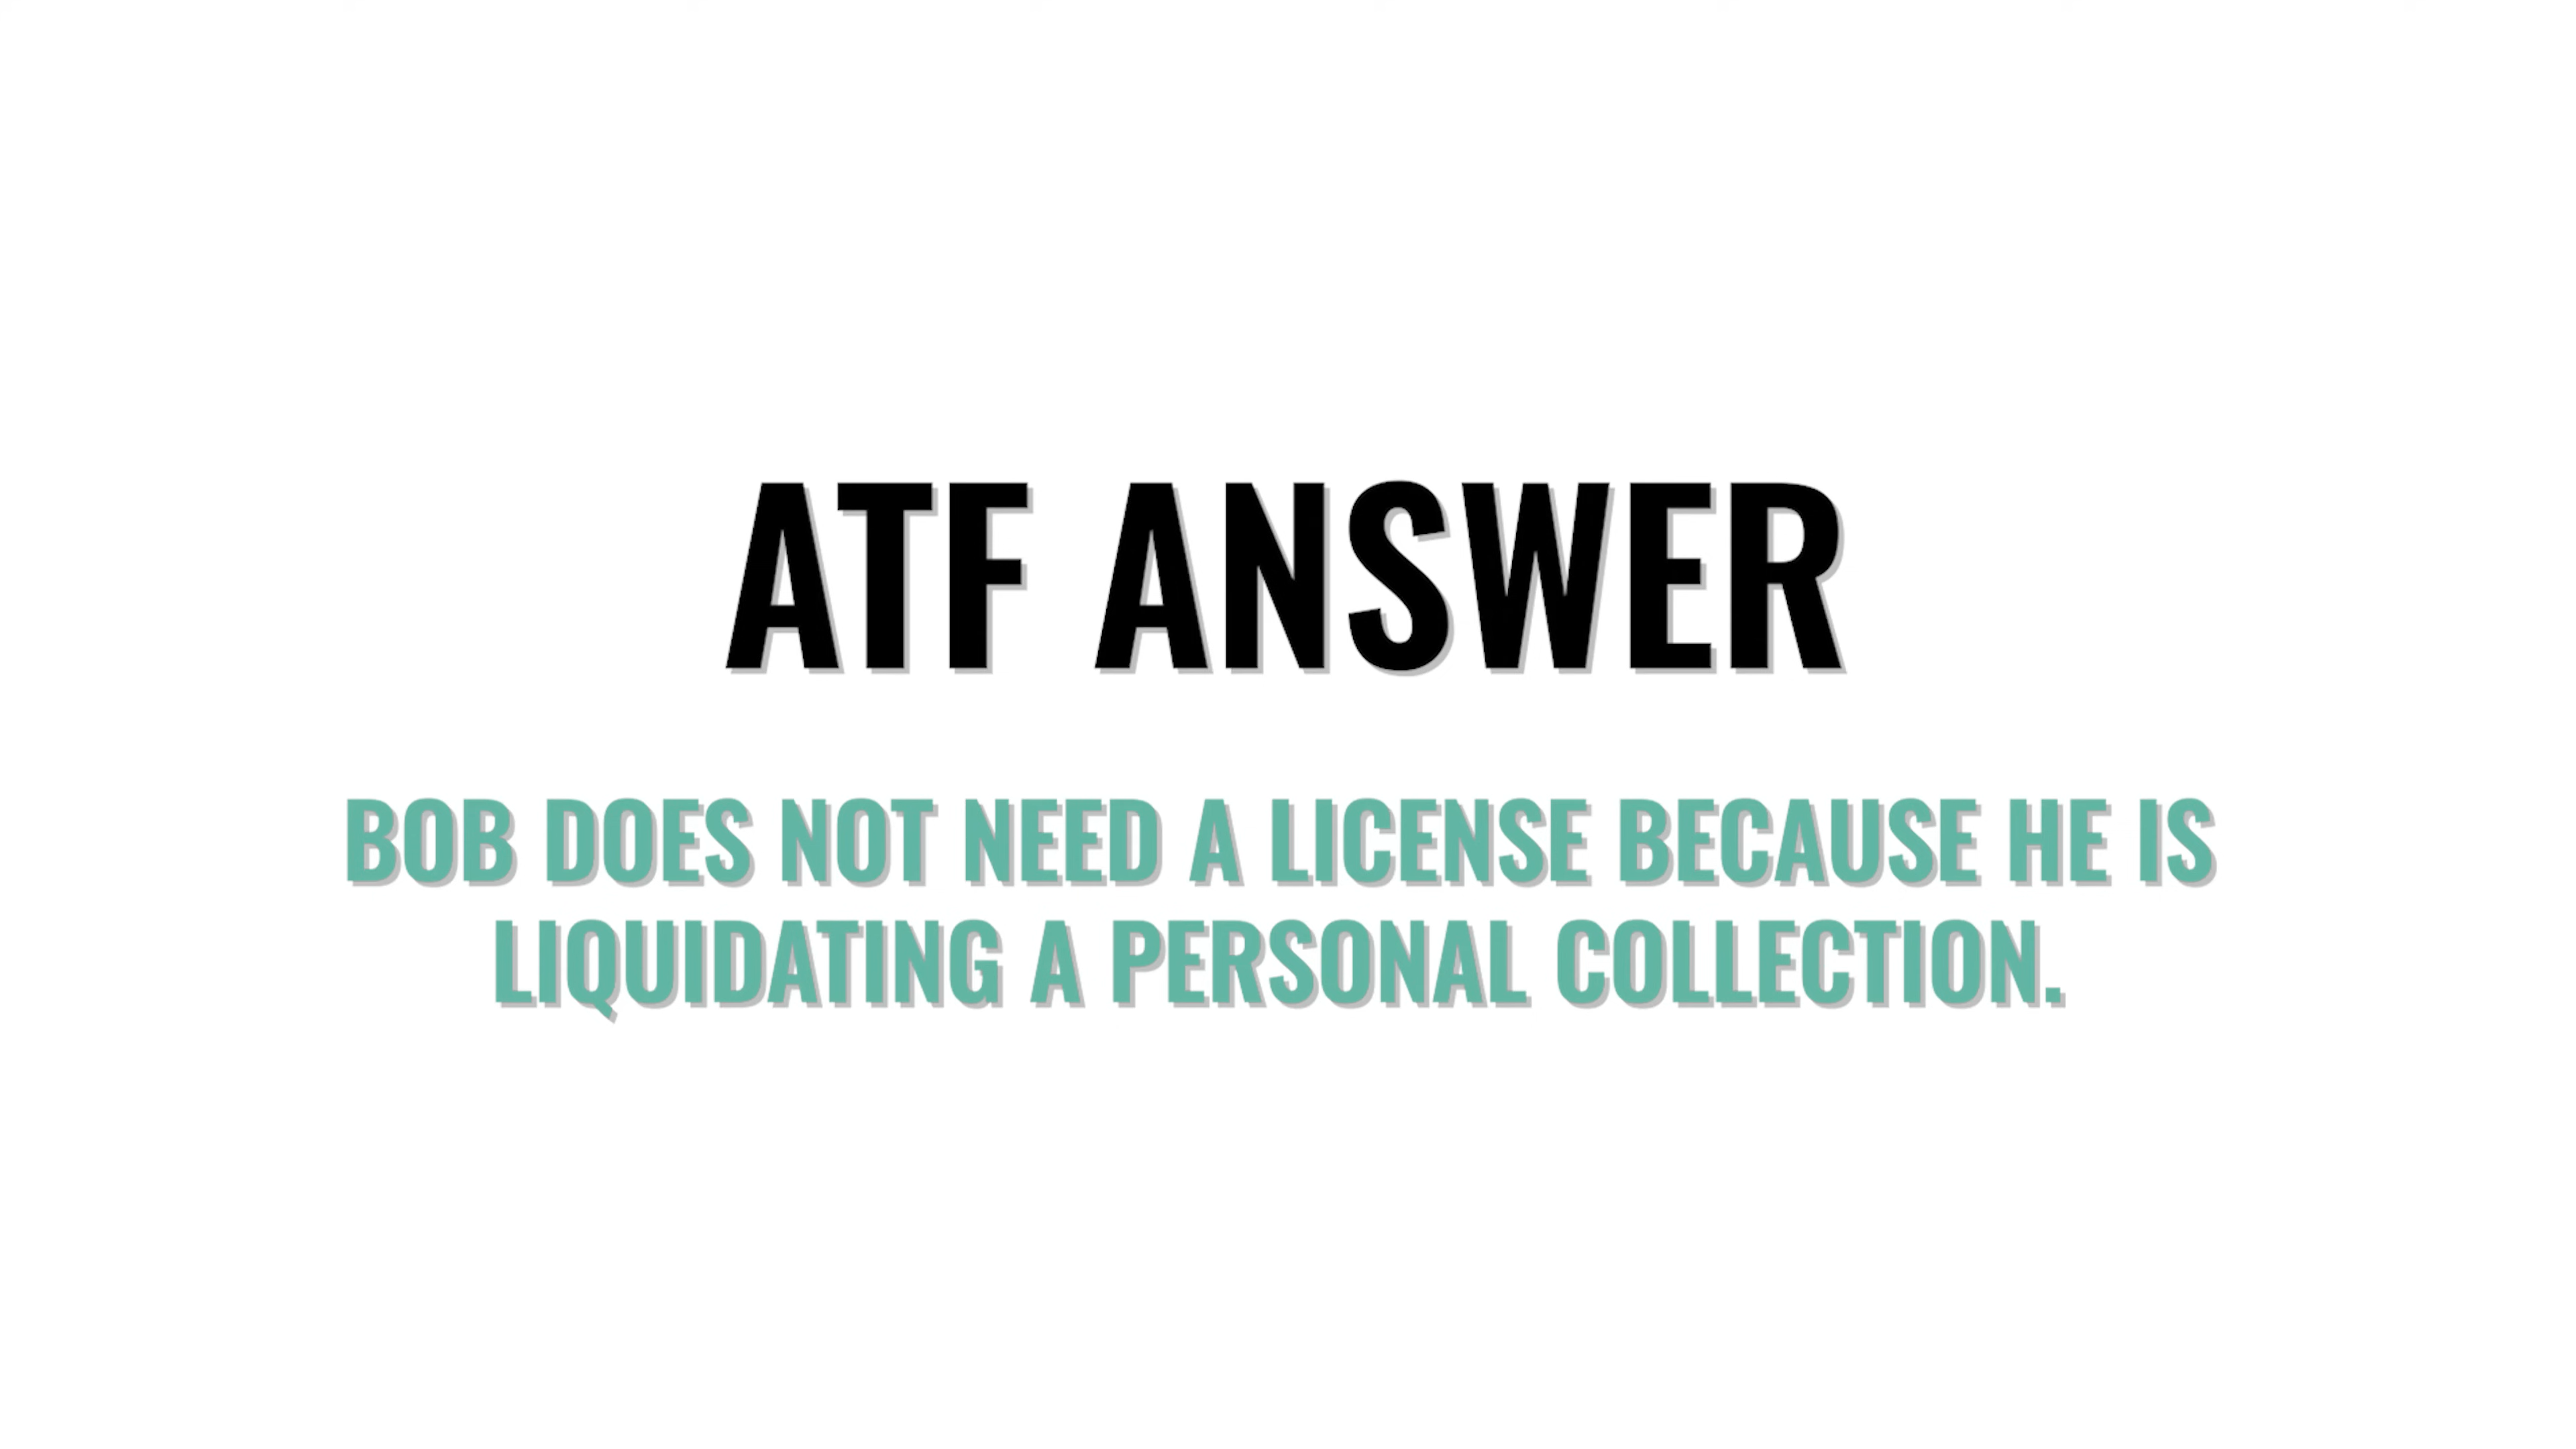 ATF ANSWER
BOB DOES NOT NEED A LICENSE BECAUSE HE IS
LIQUIDATING A PERSONAL COLLECTION.